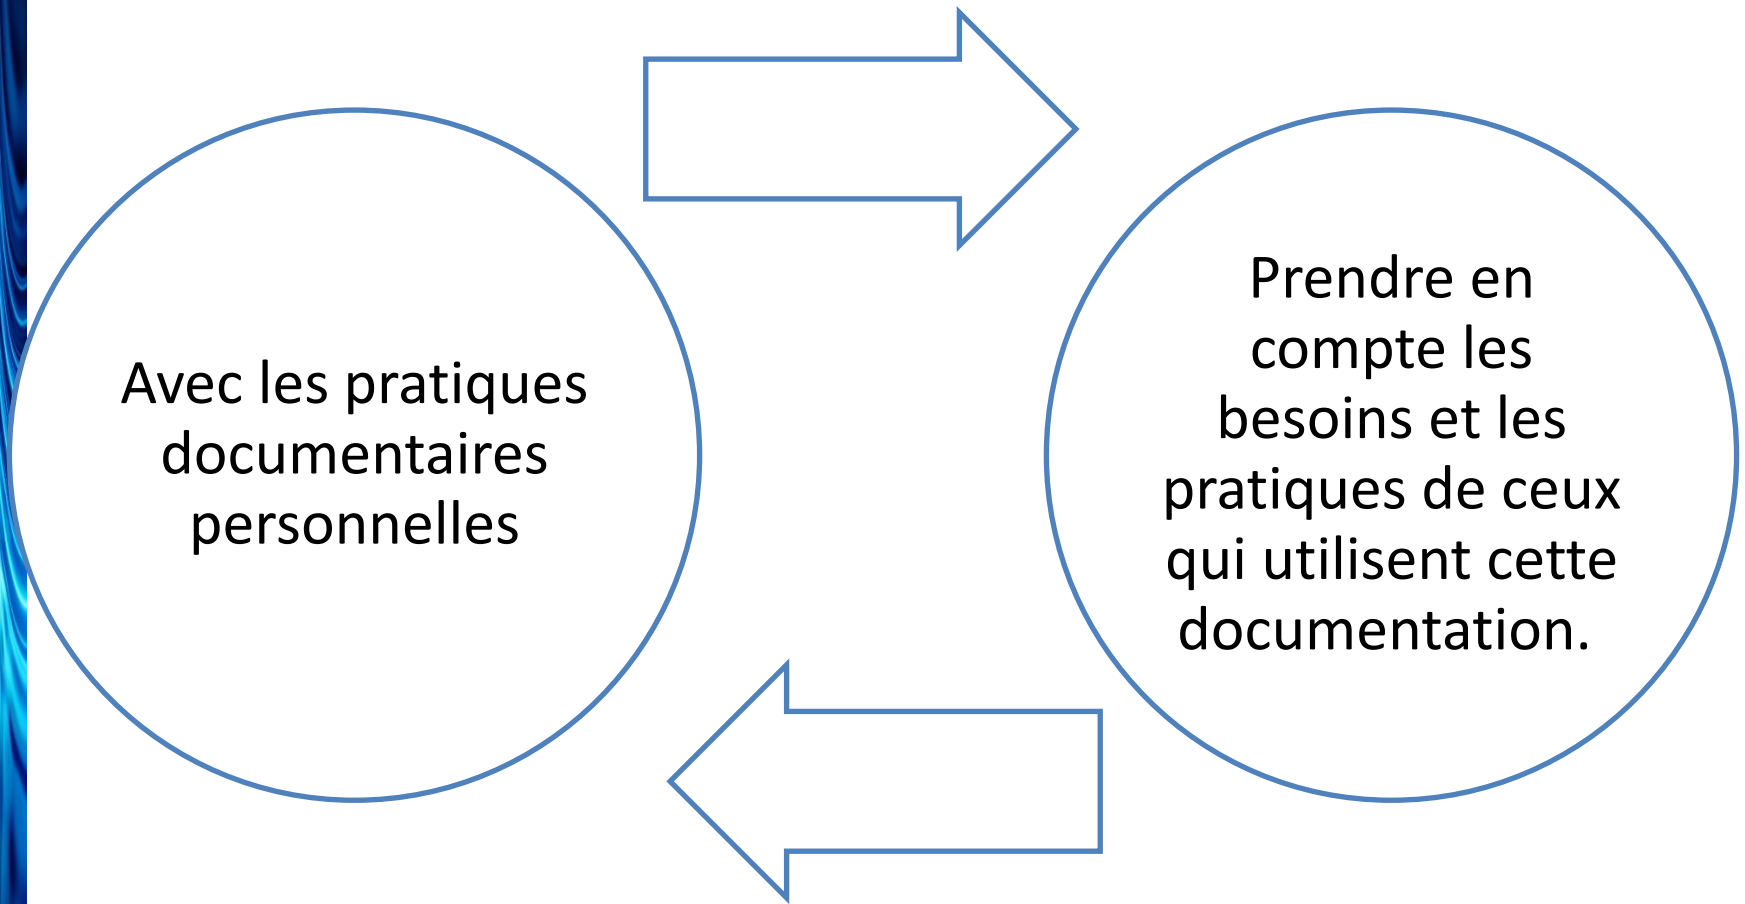 Avec les pratiques
documentaires
personnelles
Prendre en
compte les
besoins et les
pratiques de ceux
qui utilisent cette
documentation.